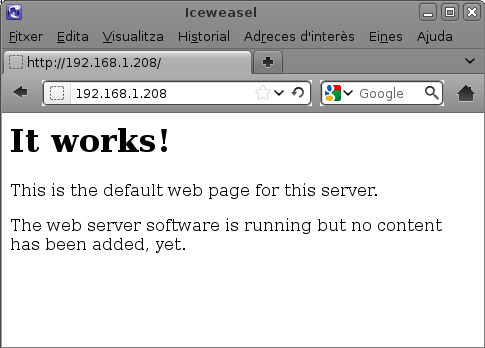 Iceweasel
Fitxer Edita Visualitza Historial Adreces d'interès Eines Ajuda
http://192.168.1.208/
192.168.1.208 Google
It works!
This is the default web page for this server.
The web server software is running but no content
has been added, yet.